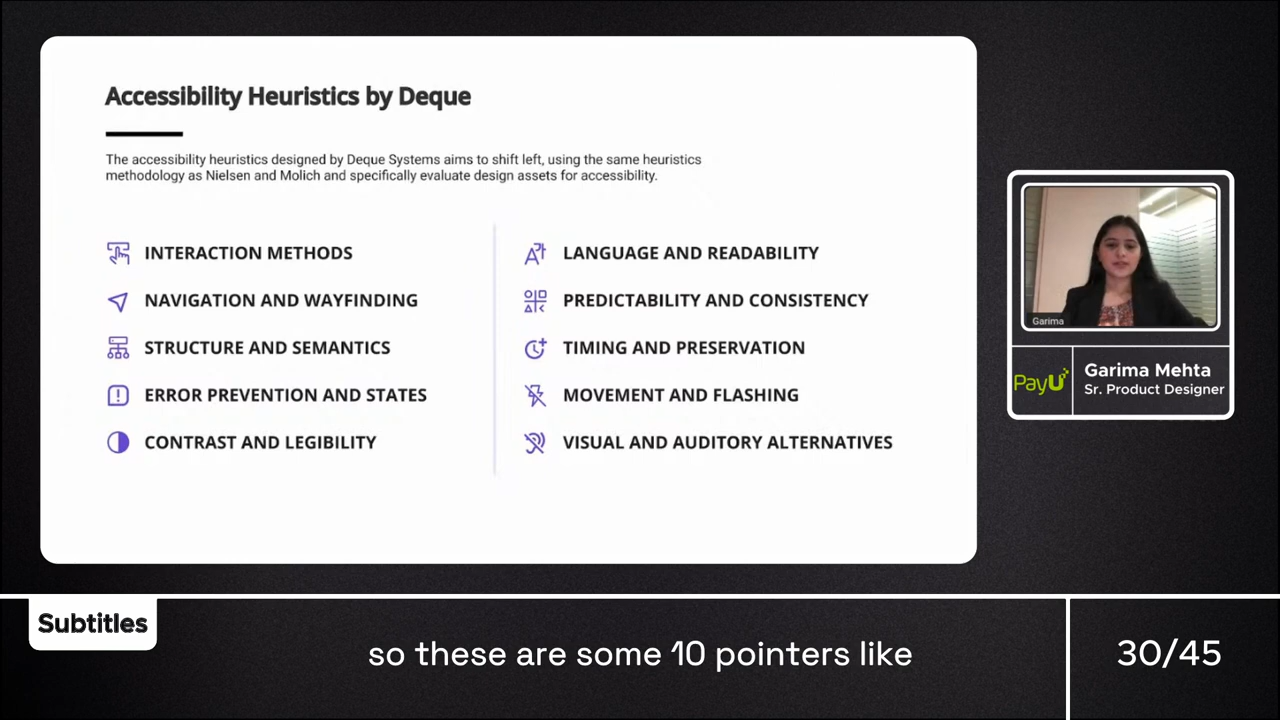 Accessibility Heuristics by Deque
The accessibility heuristics designed by Deque Systems aims to shift left, using the same heuristics
methodology as Nielsen and Molich and specifically evaluate design assets for accessibility.
INTERACTION METHODS
NAVIGATION AND WAYFINDING
STRUCTURE AND SEMANTICS
ERROR PREVENTION AND STATES
CONTRAST AND LEGIBILITY
LANGUAGE AND READABILITY
PREDICTABILITY AND CONSISTENCY
TIMING AND PRESERVATION
MOVEMENT AND FLASHING
VISUAL AND AUDITORY ALTERNATIVES
Garima
PayU
Garima Mehta
Sr. Product Designer
Subtitles
so these are some 10 pointers like
30/45